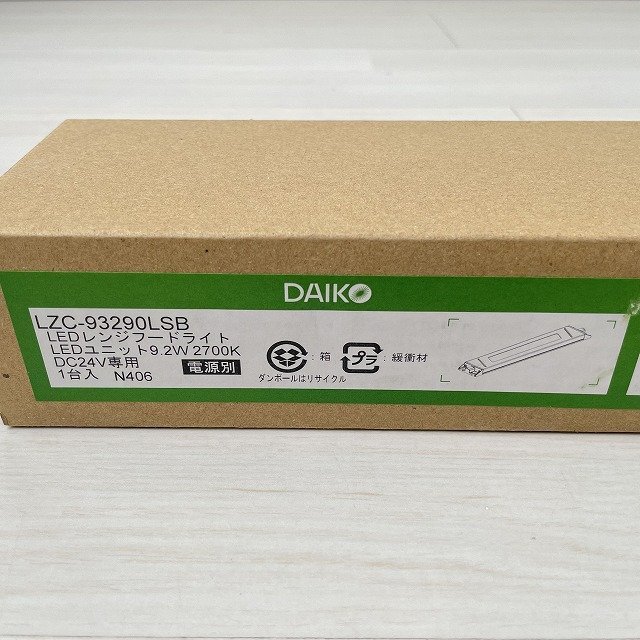 DAIKO
LZC-93290LSB
LEDレンジフードライト
LEDユニット9.2W 2700K
DC24V専用
1台入 N406 電源別
:箱
ダンボールはリサイクル
プラ :緩衝材